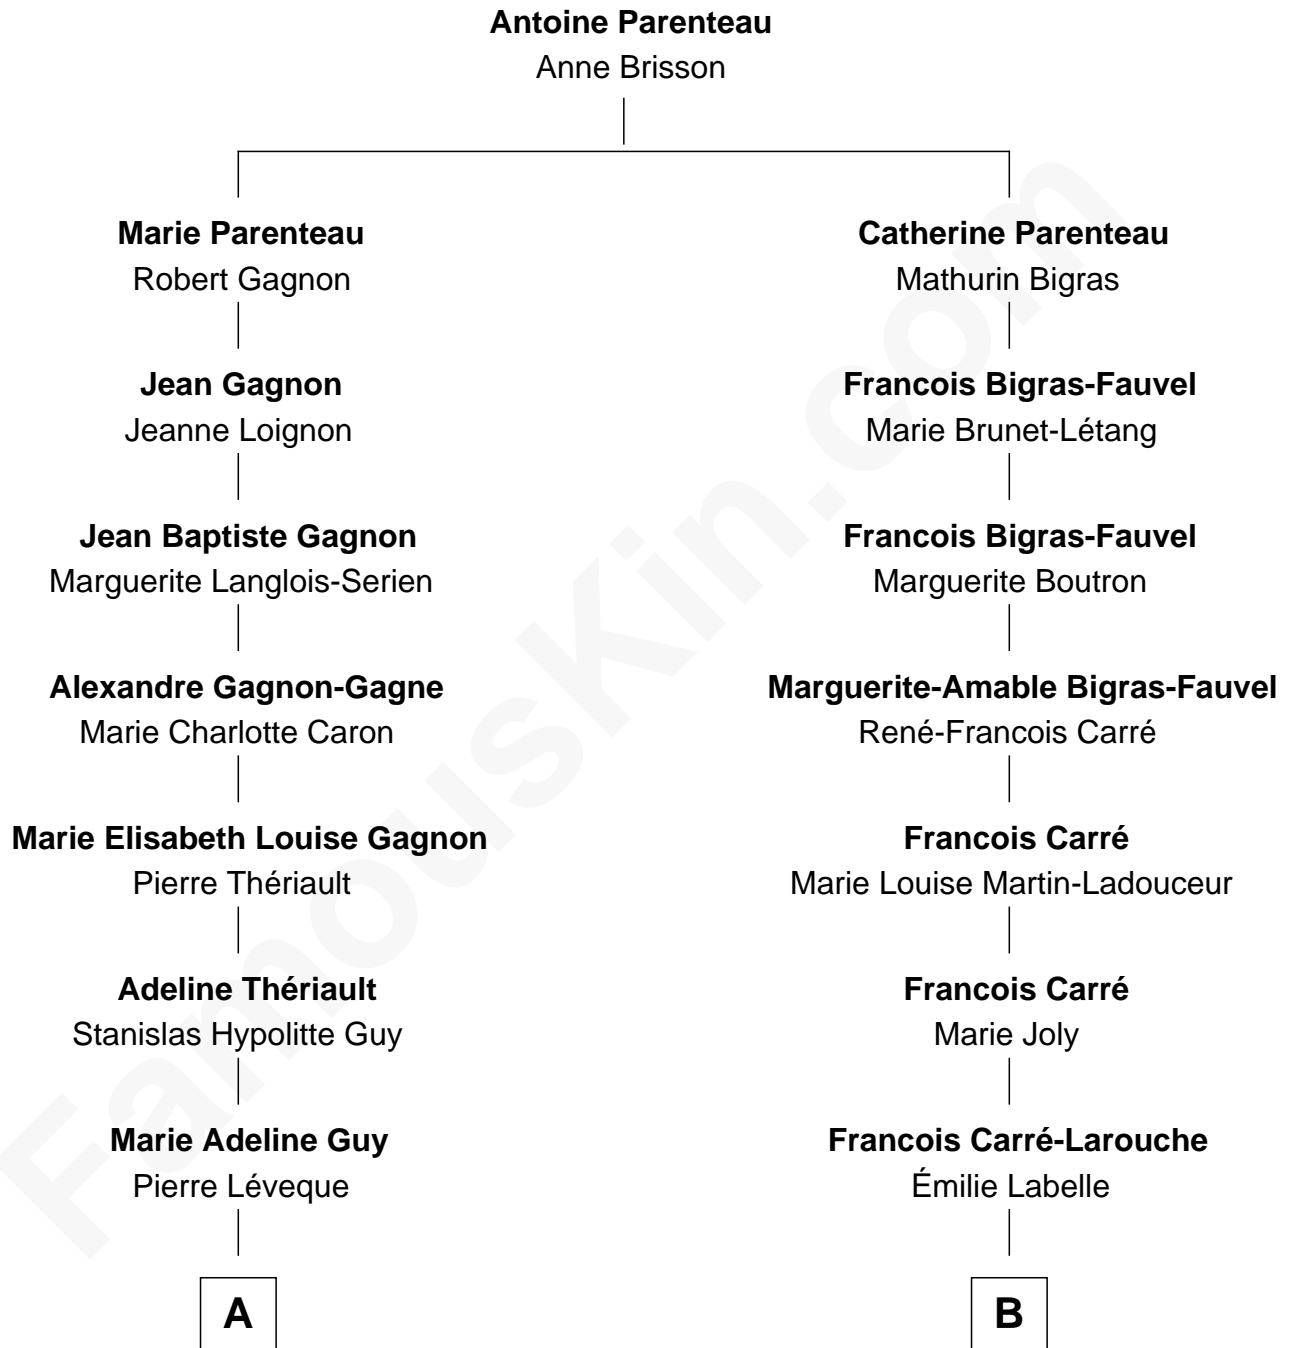 Antoine Parenteau
Anne Brisson
Marie Parenteau
Robert Gagnon
Catherine Parenteau
Mathurin Bigras
Jean Gagnon
Jeanne Loignon
Francois Bigras-Fauvel
Marie Brunet-Létang
Jean Baptiste Gagnon
Marguerite Langlois-Serien
Francois Bigras-Fauvel
Marguerite Boutron
Alexandre Gagnon-Gagne
Marie Charlotte Caron
Marguerite-Amable Bigras-Fauvel
René-Francois Carré
Marie Elisabeth Louise Gagnon
Pierre Thériault
Francois Carré
Marie Louise Martin-Ladouceur
Adeline Thériault
Stanislas Hypolitte Guy
Francois Carré
Marie Joly
Marie Adeline Guy
Pierre Léveque
Francois Carré-Larouche
Émilie Labelle
A
B
FamousKin.com